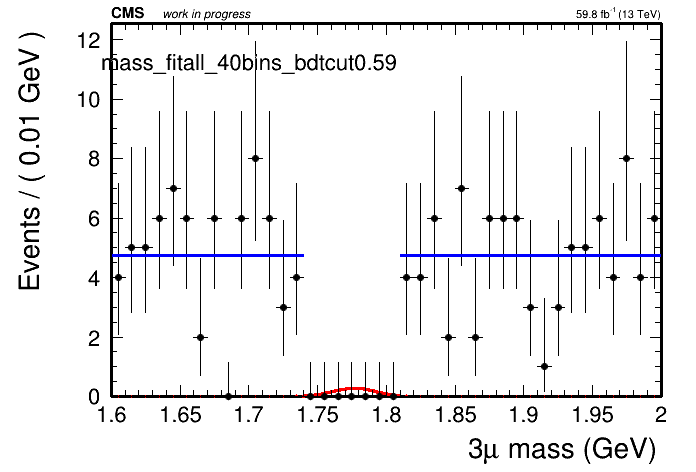 CMS work in progress 59.8 fb⁻¹ (13 TeV)
mass_fitall_40bins_bdtcut0.59
Events / ( 0.01 GeV )
12
10
8
6
4
2
0
1.6 1.65 1.7 1.75 1.8 1.85 1.9 1.95 2
3μ mass (GeV)